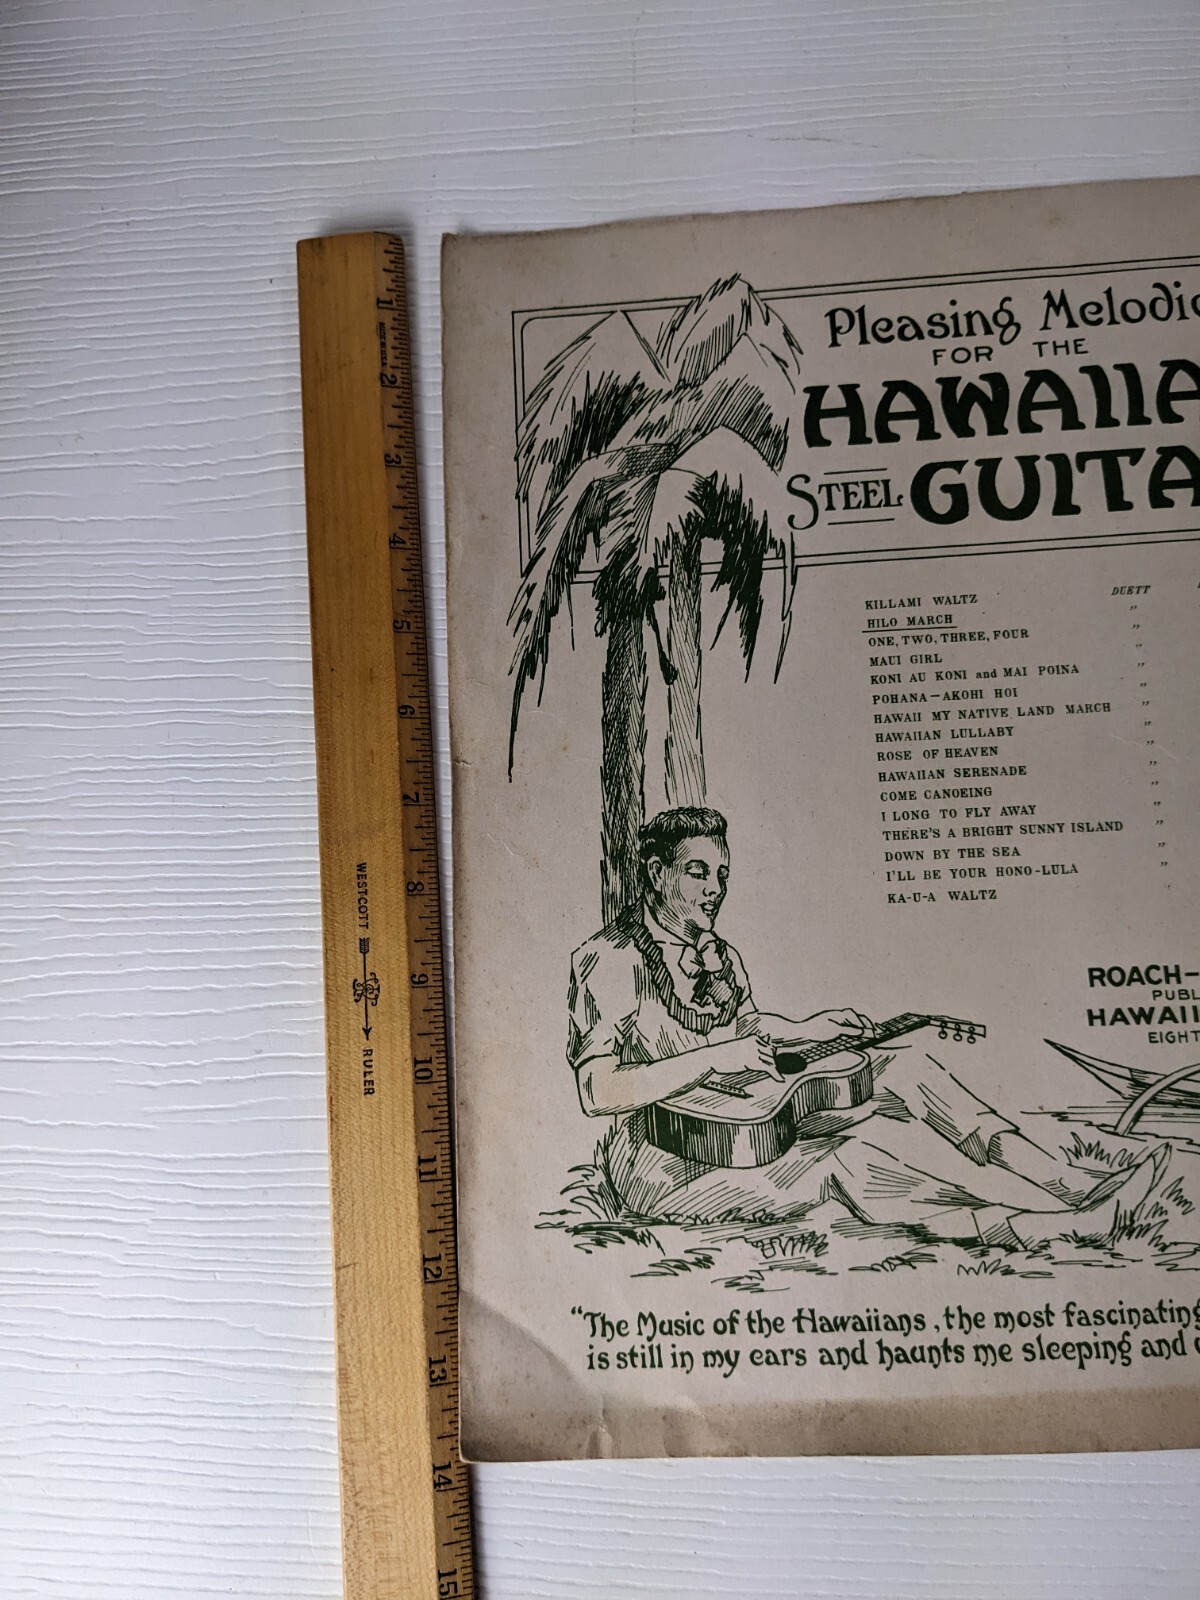 Pleasing Melodic
FOR THE
HAWAIIA
STEEL GUITA
DUETT
KILLAMI WALTZ "
HILO MARCH "
ONE, TWO, THREE, FOUR "
MAUI GIRL "
KONI AU KONI and MAI POINA "
POHANA-AKOHI HOI "
HAWAII MY NATIVE LAND MARCH "
HAWAIIAN LULLABY "
ROSE OF HEAVEN "
HAWAIIAN SERENADE "
COME CANOEING "
I LONG TO FLY AWAY "
THERE'S A BRIGHT SUNNY ISLAND "
DOWN BY THE SEA "
I'LL BE YOUR HONO-LULA "
KA-U-A WALTZ
ROACH-
PUBL
HAWAII
EIGHT
"The Music of the Hawaiians, the most fascinating
is still in my ears and haunts me sleeping and
WESTCOTT RULER
1
2
3
4
5
6
7
8
9
10
11
12
13
14
15